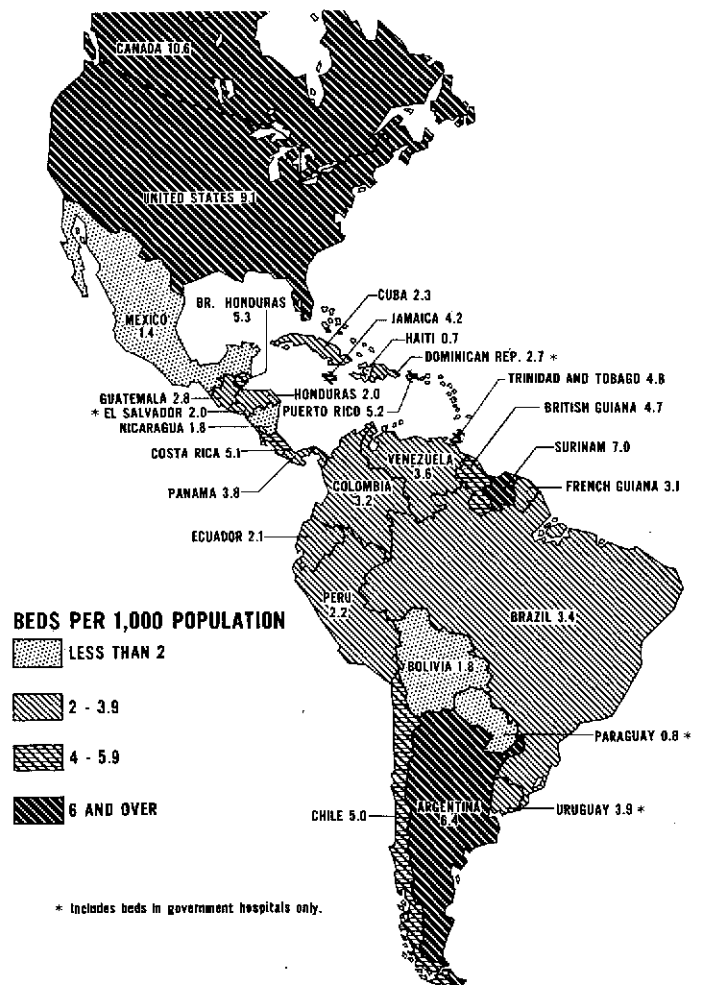 CANADA 10.6
UNITED STATES 9.1
MEXICO
1.4
BR. HONDURAS
5.3
CUBA 2.3
JAMAICA 4.2
HAITI 0.7
DOMINICAN REP. 2.7 *
TRINIDAD AND TOBAGO 4.8
GUATEMALA 2.8
HONDURAS 2.0
* EL SALVADOR 2.0
PUERTO RICO 5.2
BRITISH GUIANA 4.7
NICARAGUA 1.8
COSTA RICA 5.1
VENEZUELA
3.6
SURINAM 7.0
PANAMA 3.8
COLOMBIA
3.2
FRENCH GUIANA 3.1
ECUADOR 2.1
PERU
2.2
BRAZIL 3.4
BEDS PER 1,000 POPULATION
LESS THAN 2
2 - 3.9
4 - 5.9
6 AND OVER
BOLIVIA 1.8
PARAGUAY 0.8 *
CHILE 5.0
ARGENTINA
6.4
URUGUAY 3.9 *
* Includes beds in government hospitals only.